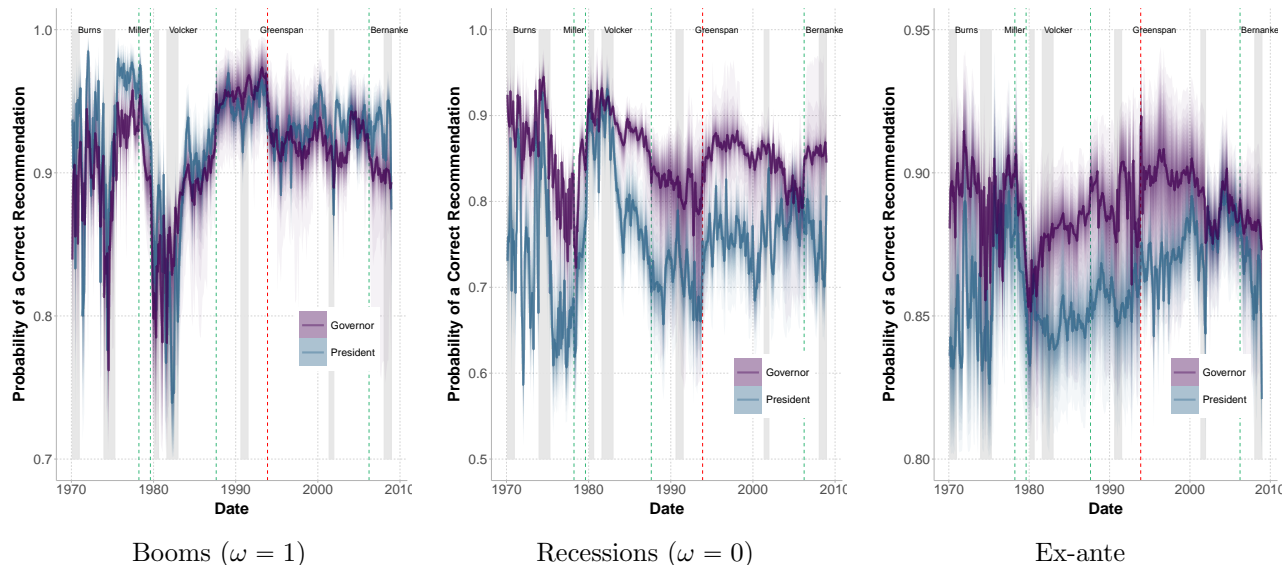 Probability of a Correct Recommendation
1.0
0.9
0.8
0.7
Burns
Miller
Volcker
Greenspan
Bernanke
Governor
President
1970
1980
1990
2000
2010
Date
Booms (ω = 1)
Probability of a Correct Recommendation
1.0
0.9
0.8
0.7
0.6
0.5
Burns
Miller
Volcker
Greenspan
Bernanke
Governor
President
1970
1980
1990
2000
2010
Date
Recessions (ω = 0)
Probability of a Correct Recommendation
0.95
0.90
0.85
0.80
Burns
Miller
Volcker
Greenspan
Bernanke
Governor
President
1970
1980
1990
2000
2010
Date
Ex-ante